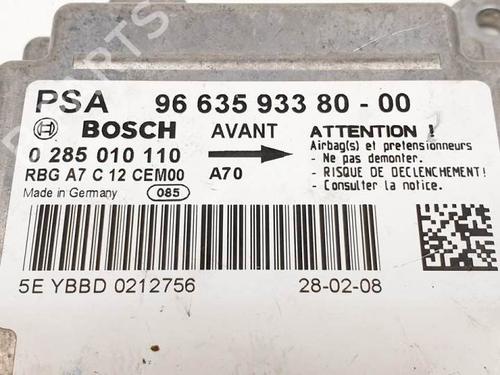 PSA 96 635 933 80 - 00
BOSCH AVANT ATTENTION !
0 285 010 110 Airbag(s) et pretensionneurs
- Ne pas demonter.
RBG A7 C 12 CEM00 A70 - RISQUE DE DECLENCHEMENT!
Made in Germany 085 - Consulter la notice.
5E YBBD 0212756 28-02-08